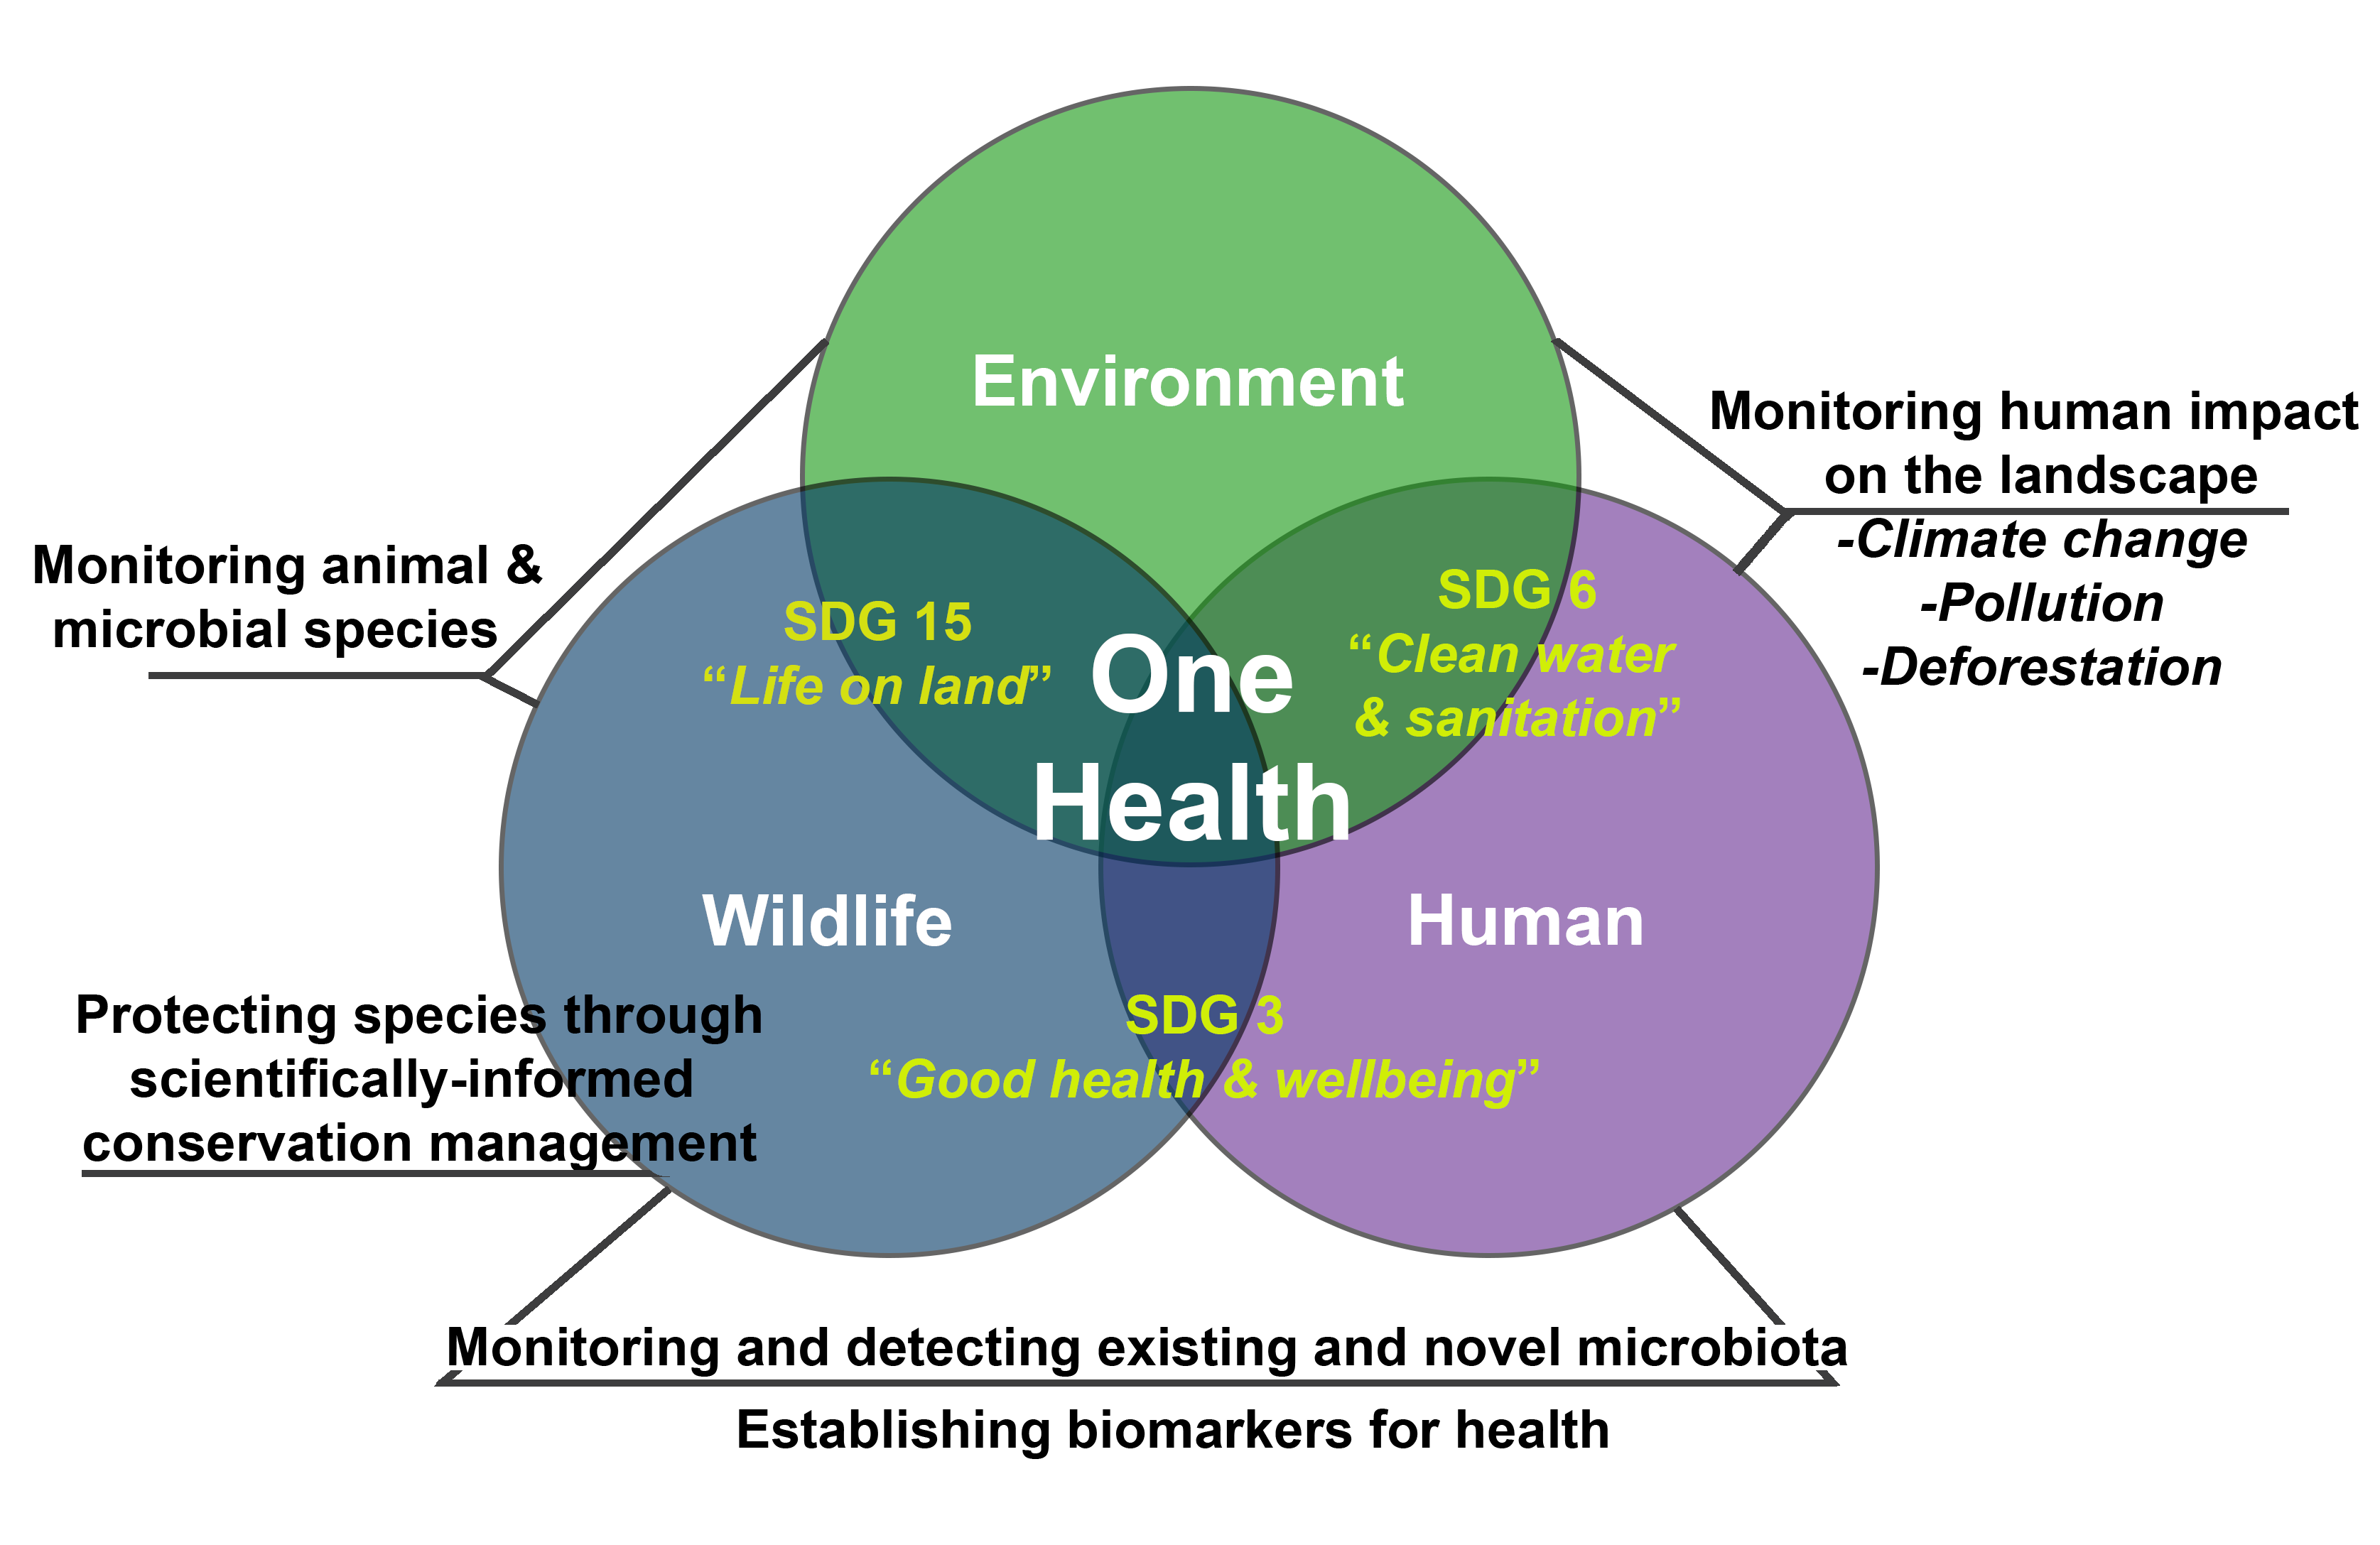 Environment
Monitoring human impact
on the landscape
-Climate change
-Pollution
-Deforestation
Monitoring animal &
microbial species
SDG 15
“Life on land”
SDG 6
“Clean water
& sanitation”
One
Health
Wildlife
Human
Protecting species through
scientifically-informed
conservation management
SDG 3
“Good health & wellbeing”
Monitoring and detecting existing and novel microbiota
Establishing biomarkers for health